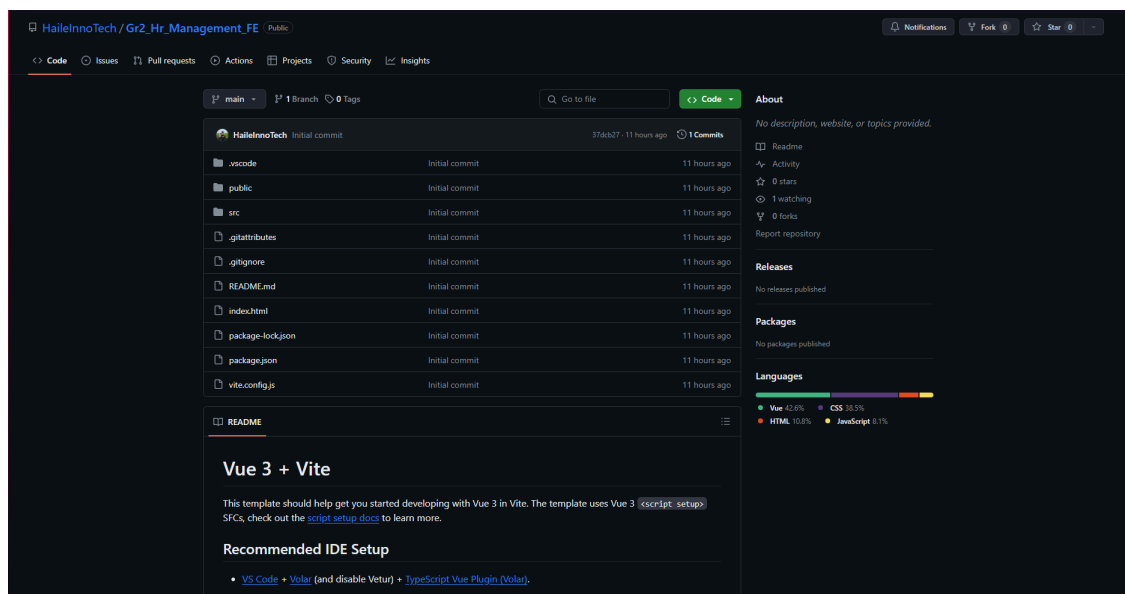 HaileInnoTech / Gr2_Hr_Management_FE Public
Notifications Fork 0 Star 0
Code Issues Pull requests Actions Projects Security Insights
main 1 Branch 0 Tags Go to file Code
HaileInnoTech Initial commit 37dcb27 · 11 hours ago 1 Commits
.vscode Initial commit 11 hours ago
public Initial commit 11 hours ago
src Initial commit 11 hours ago
.gitattributes Initial commit 11 hours ago
.gitignore Initial commit 11 hours ago
README.md Initial commit 11 hours ago
index.html Initial commit 11 hours ago
package-lock.json Initial commit 11 hours ago
package.json Initial commit 11 hours ago
vite.config.js Initial commit 11 hours ago
README
Vue 3 + Vite
This template should help get you started developing with Vue 3 in Vite. The template uses Vue 3 <script setup>
SFCs, check out the script setup docs to learn more.
Recommended IDE Setup
• VS Code + Volar (and disable Vetur) + TypeScript Vue Plugin (Volar).
About
No description, website, or topics provided.
Readme
Activity
0 stars
1 watching
0 forks
Report repository
Releases
No releases published
Packages
No packages published
Languages
Vue 42.6% CSS 38.5%
HTML 10.8% JavaScript 8.1%